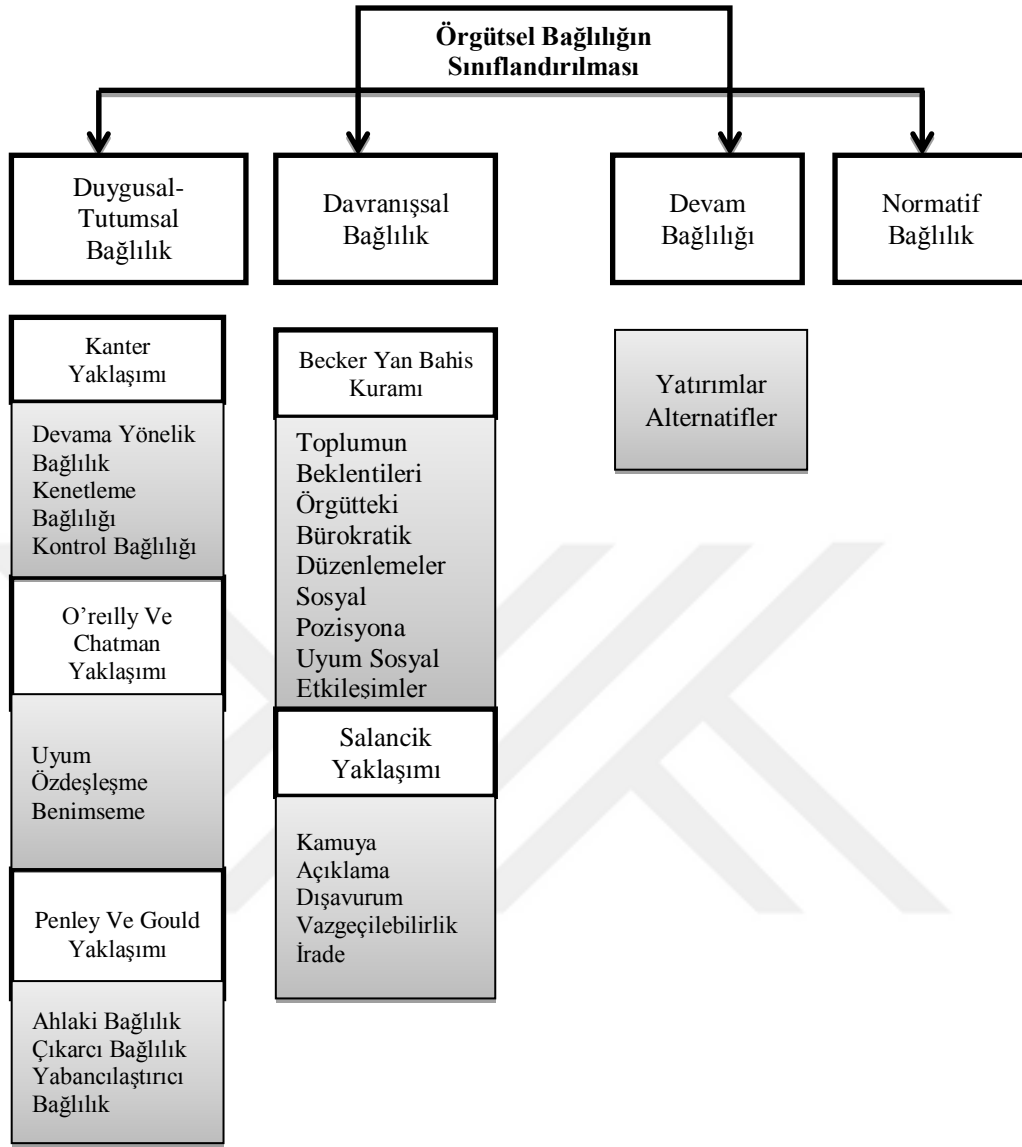 Örgütsel Bağlılığın
Sınıflandırılması
Duygusal-
Tutumsal
Bağlılık
Davranışsal
Bağlılık
Devam
Bağlılığı
Normatif
Bağlılık
Kanter
Yaklaşımı
Devama Yönelik
Bağlılık
Kenetleme
Bağlılığı
Kontrol Bağlılığı
O’reılly Ve
Chatman
Yaklaşımı
Uyum
Özdeşleşme
Benimseme
Penley Ve Gould
Yaklaşımı
Ahlaki Bağlılık
Çıkarcı Bağlılık
Yabancılaştırıcı
Bağlılık
Becker Yan Bahis
Kuramı
Toplumun
Beklentileri
Örgütteki
Bürokratik
Düzenlemeler
Sosyal
Pozisyona
Uyum Sosyal
Etkileşimler
Salancik
Yaklaşımı
Kamuya
Açıklama
Dışavurum
Vazgeçilebilirlik
İrade
Yatırımlar
Alternatifler